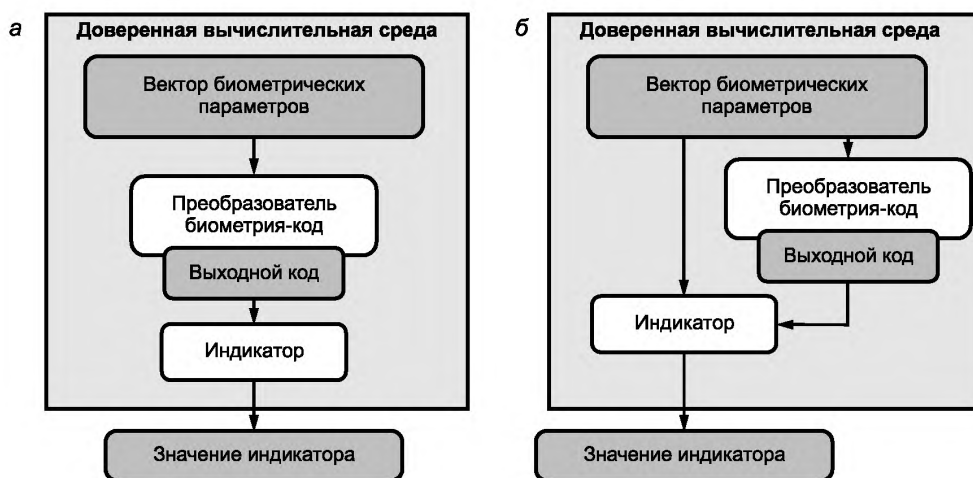 а
Доверенная вычислительная среда
Вектор биометрических
параметров
Преобразователь
биометрия-код
Выходной код
Индикатор
Значение индикатора
б
Доверенная вычислительная среда
Вектор биометрических
параметров
Преобразователь
биометрия-код
Выходной код
Индикатор
Значение индикатора